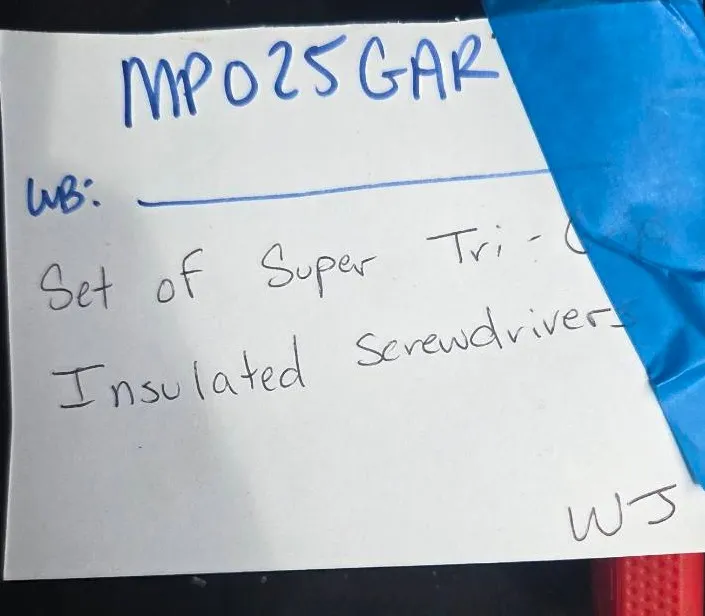 MP025GAR
WB:
Set of Super Tri-
Insulated Screwdrivers
WJ